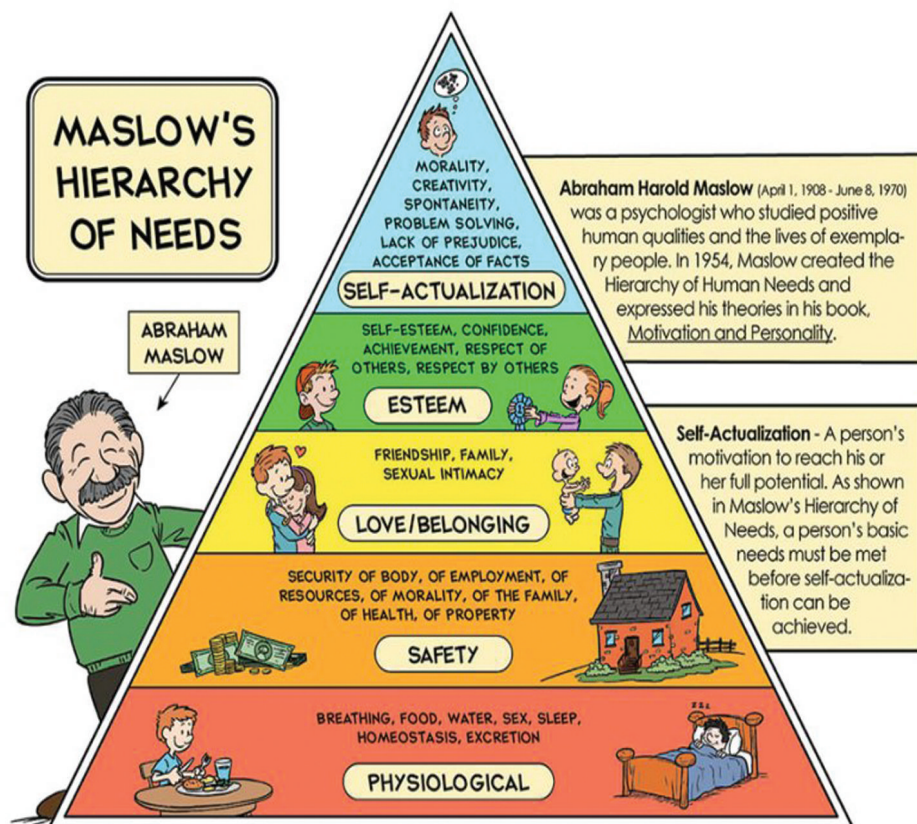 MASLOW'S
HIERARCHY
OF NEEDS
ABRAHAM
MASLOW
MORALITY,
CREATIVITY,
SPONTANEITY,
PROBLEM SOLVING,
LACK OF PREJUDICE,
ACCEPTANCE OF FACTS
SELF-ACTUALIZATION
SELF-ESTEEM, CONFIDENCE,
ACHIEVEMENT, RESPECT OF
OTHERS, RESPECT BY OTHERS
ESTEEM
FRIENDSHIP, FAMILY,
SEXUAL INTIMACY
LOVE/BELONGING
SECURITY OF BODY, OF EMPLOYMENT, OF
RESOURCES, OF MORALITY, OF THE FAMILY,
OF HEALTH, OF PROPERTY
SAFETY
BREATHING, FOOD, WATER, SEX, SLEEP,
HOMEOSTASIS, EXCRETION
PHYSIOLOGICAL
z z z
Abraham Harold Maslow (April 1, 1908 - June 8, 1970)
was a psychologist who studied positive
human qualities and the lives of exempla-
ry people. In 1954, Maslow created the
Hierarchy of Human Needs and
expressed his theories in his book,
Motivation and Personality.
Self-Actualization - A person's
motivation to reach his or
her full potential. As shown
in Maslow's Hierarchy of
Needs, a person's basic
needs must be met
before self-actualiza-
tion can be
achieved.